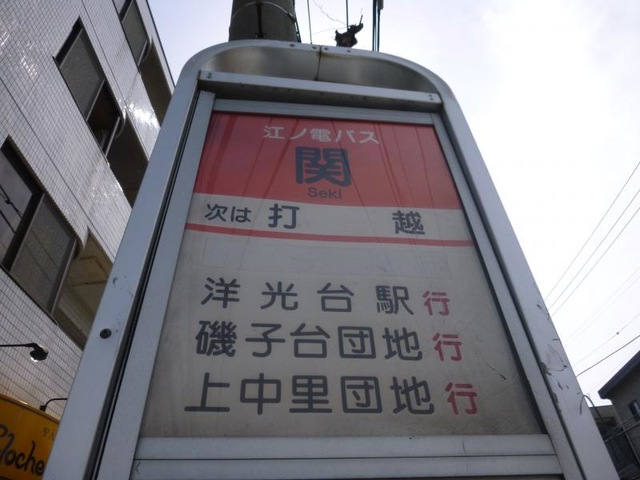 江ノ電バス
関
Seki
次は 打 越
洋光台駅行
磯子台団地行
上中里団地行